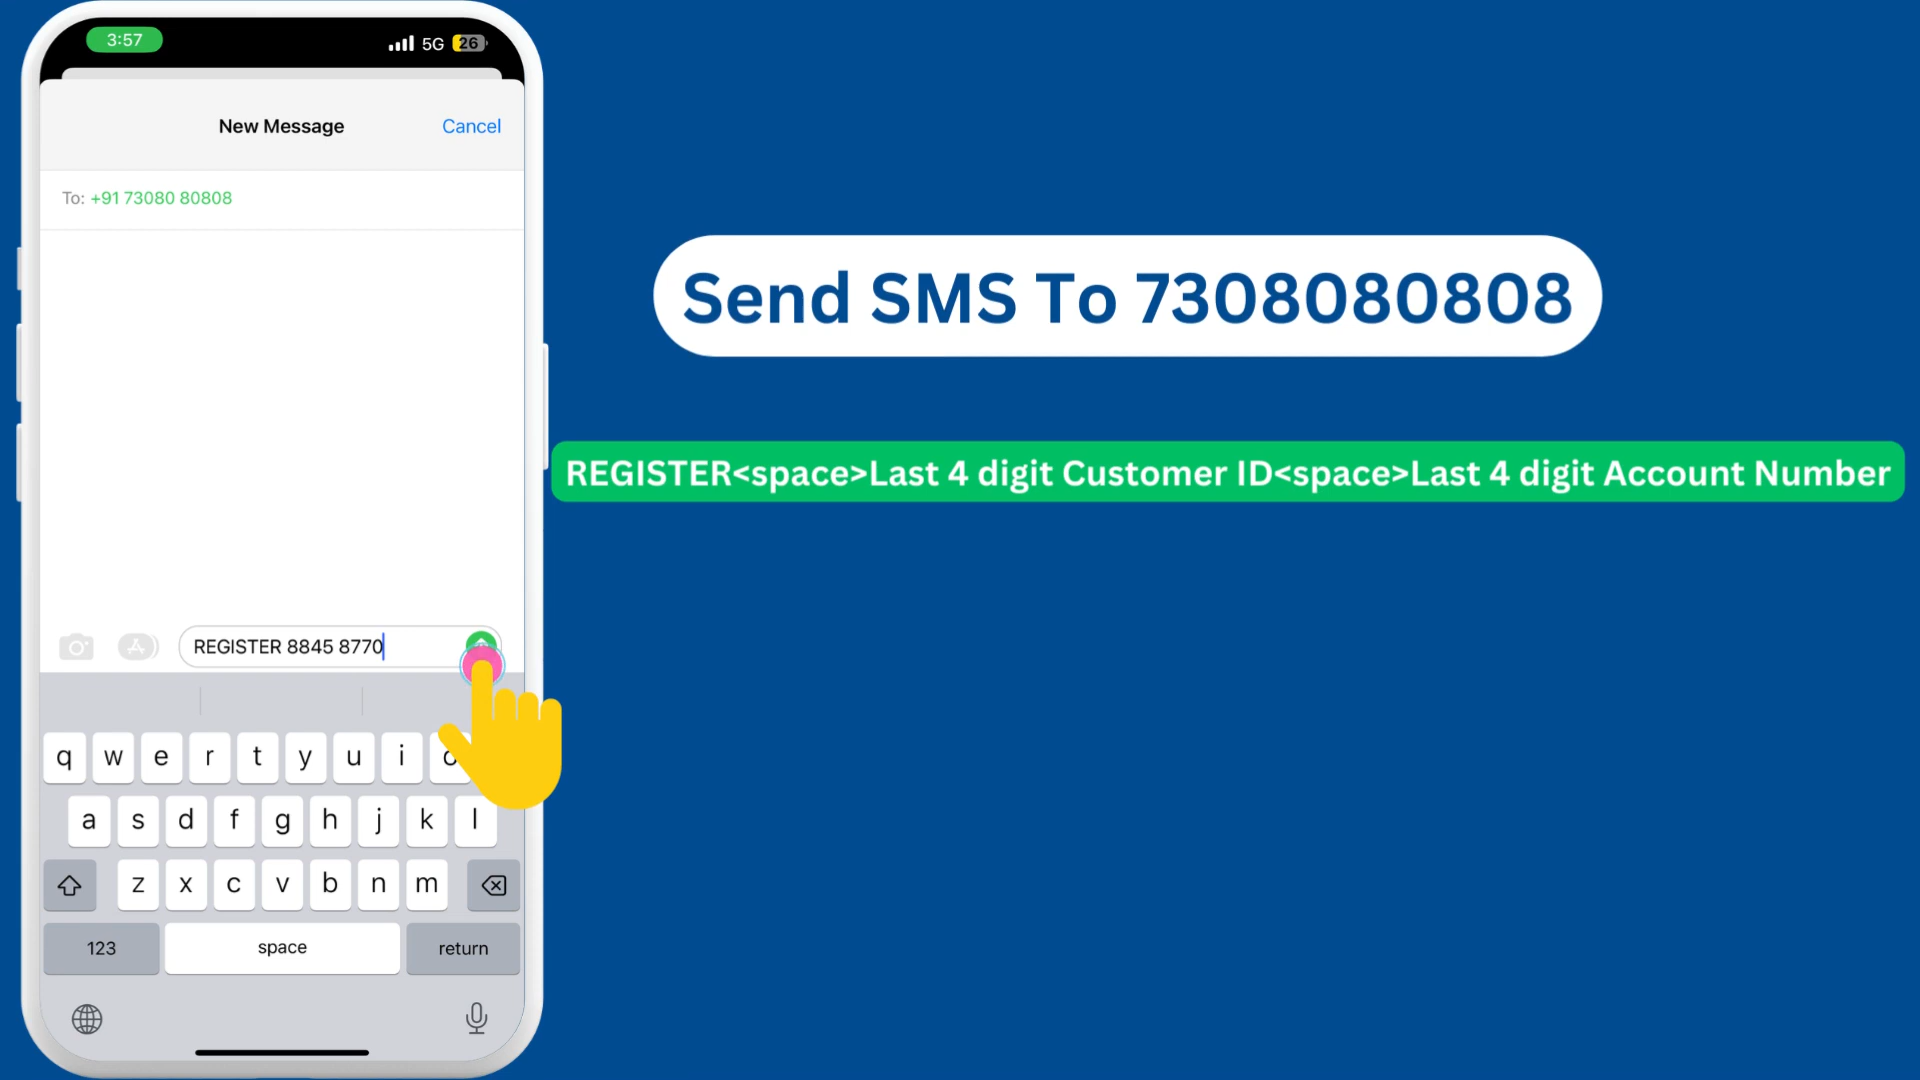 3:57
5G 26
New Message
Cancel
To: +91 73080 80808
Send SMS To 7308080808
REGISTER<space>Last 4 digit Customer ID<space>Last 4 digit Account Number
REGISTER 8845 8770
q w e r t y u i o
a s d f g h j k l
z x c v b n m
123 space return